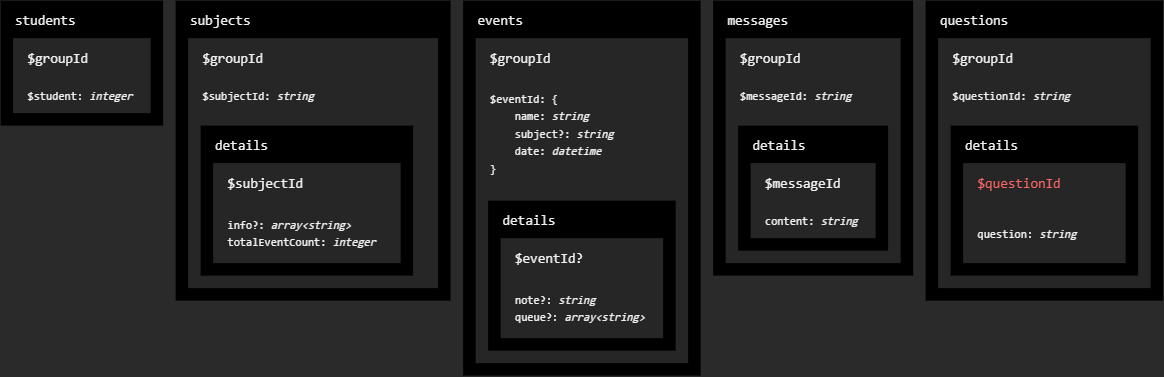 students
$groupId
$student: integer
subjects
$groupId
$subjectId: string
details
$subjectId
info?: array<string>
totalEventCount: integer
events
$groupId
$eventId: {
name: string
subject?: string
date: datetime
}
details
$eventId?
note?: string
queue?: array<string>
messages
$groupId
$messageId: string
details
$messageId
content: string
questions
$groupId
$questionId: string
details
$questionId
question: string